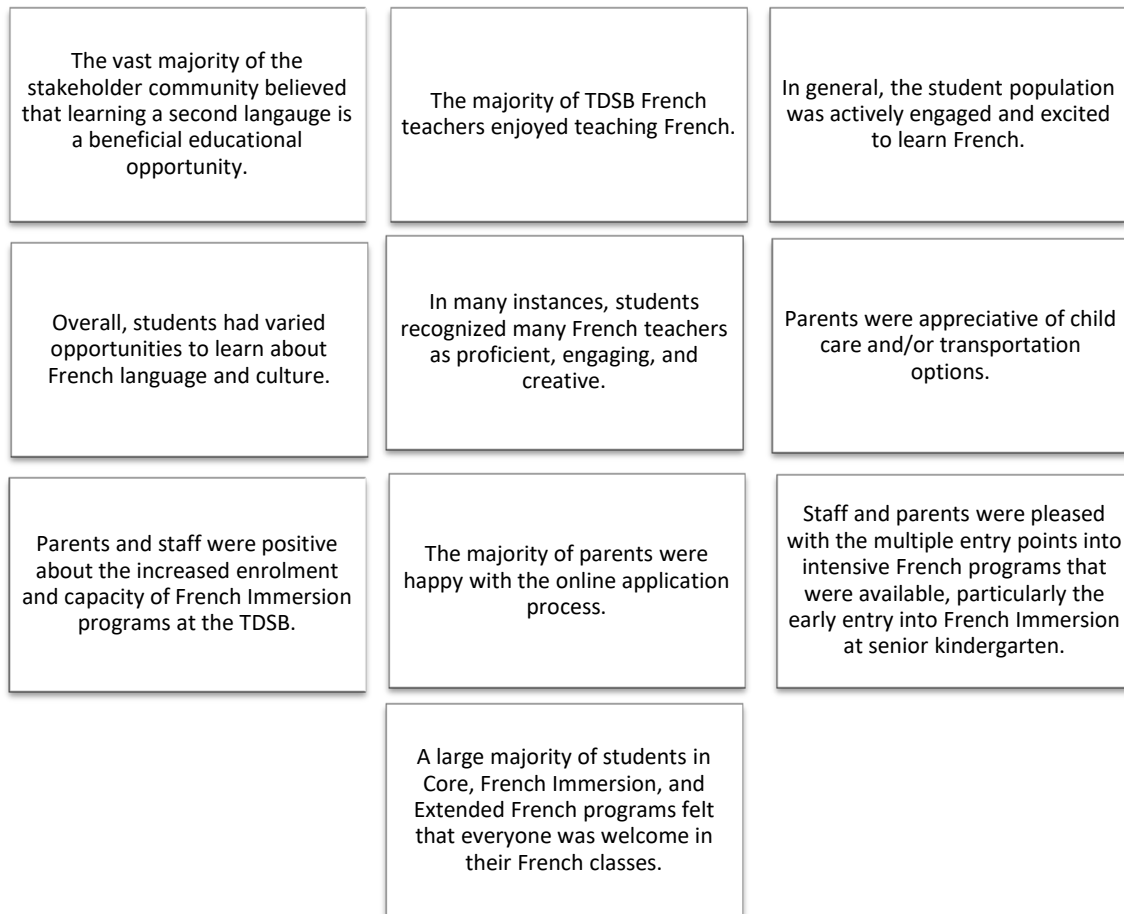 The vast majority of the
stakeholder community believed
that learning a second langauge is
a beneficial educational
opportunity.
The majority of TDSB French
teachers enjoyed teaching French.
In general, the student population
was actively engaged and excited
to learn French.
Overall, students had varied
opportunities to learn about
French language and culture.
In many instances, students
recognized many French teachers
as proficient, engaging, and
creative.
Parents were appreciative of child
care and/or transportation
options.
Parents and staff were positive
about the increased enrolment
and capacity of French Immersion
programs at the TDSB.
The majority of parents were
happy with the online application
process.
Staff and parents were pleased
with the multiple entry points into
intensive French programs that
were available, particularly the
early entry into French Immersion
at senior kindergarten.
A large majority of students in
Core, French Immersion, and
Extended French programs felt
that everyone was welcome in
their French classes.